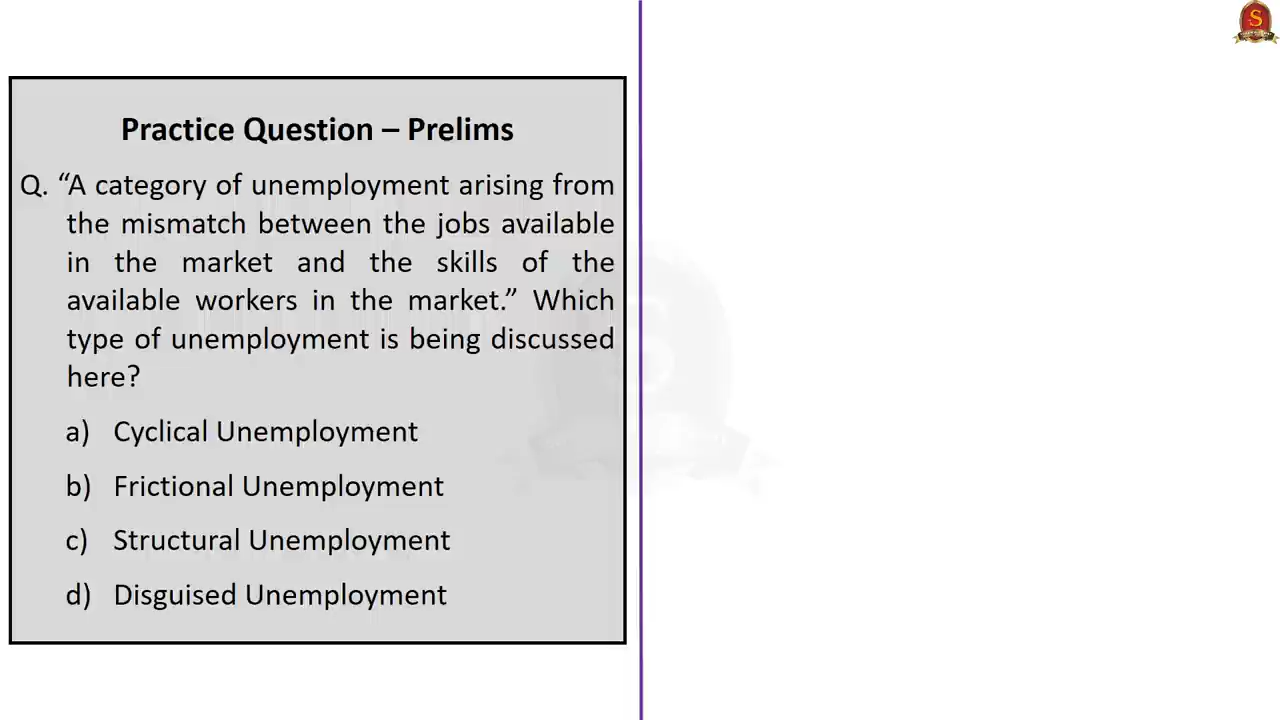 Practice Question – Prelims
Q. “A category of unemployment arising from
the mismatch between the jobs available
in the market and the skills of the
available workers in the market.” Which
type of unemployment is being discussed
here?
a) Cyclical Unemployment
b) Frictional Unemployment
c) Structural Unemployment
d) Disguised Unemployment
S